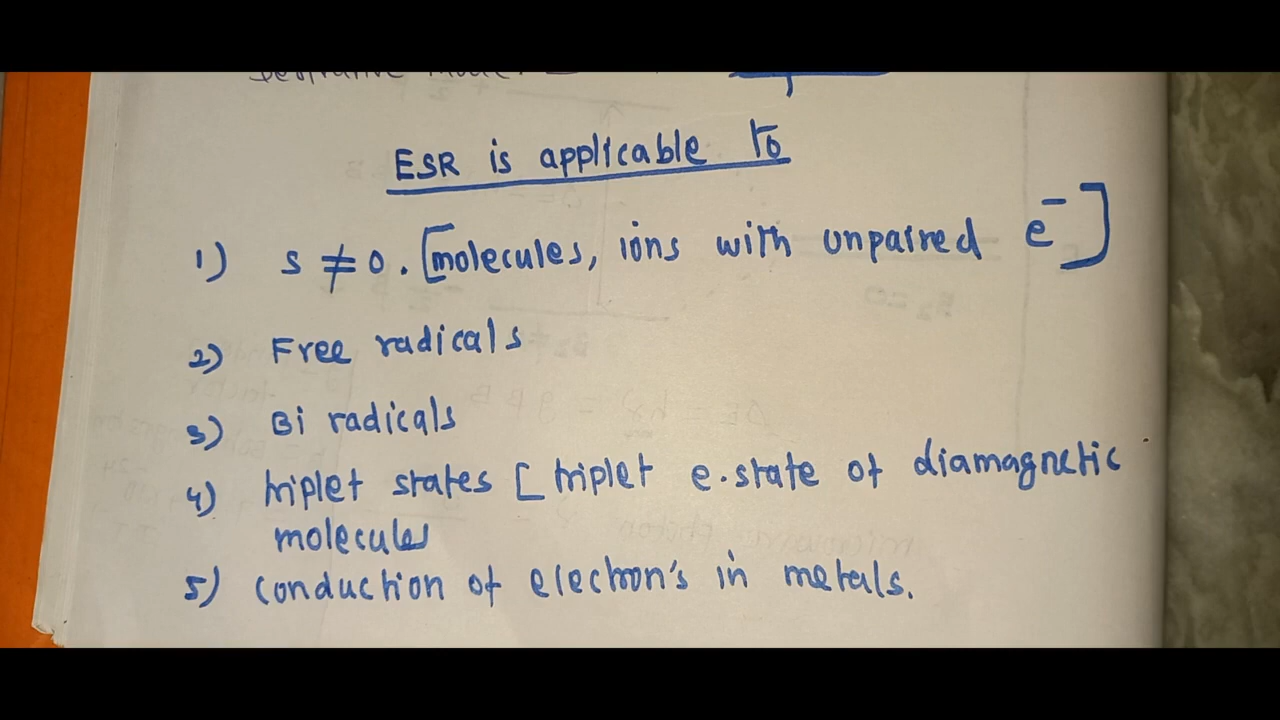 ESR is applicable to
1) S ≠ 0. [molecules, ions with unpaired e⁻]
2) Free radicals
3) Bi radicals
4) triplet states [ triplet e.state of diamagnetic
molecules
5) conduction of electron's in metals.